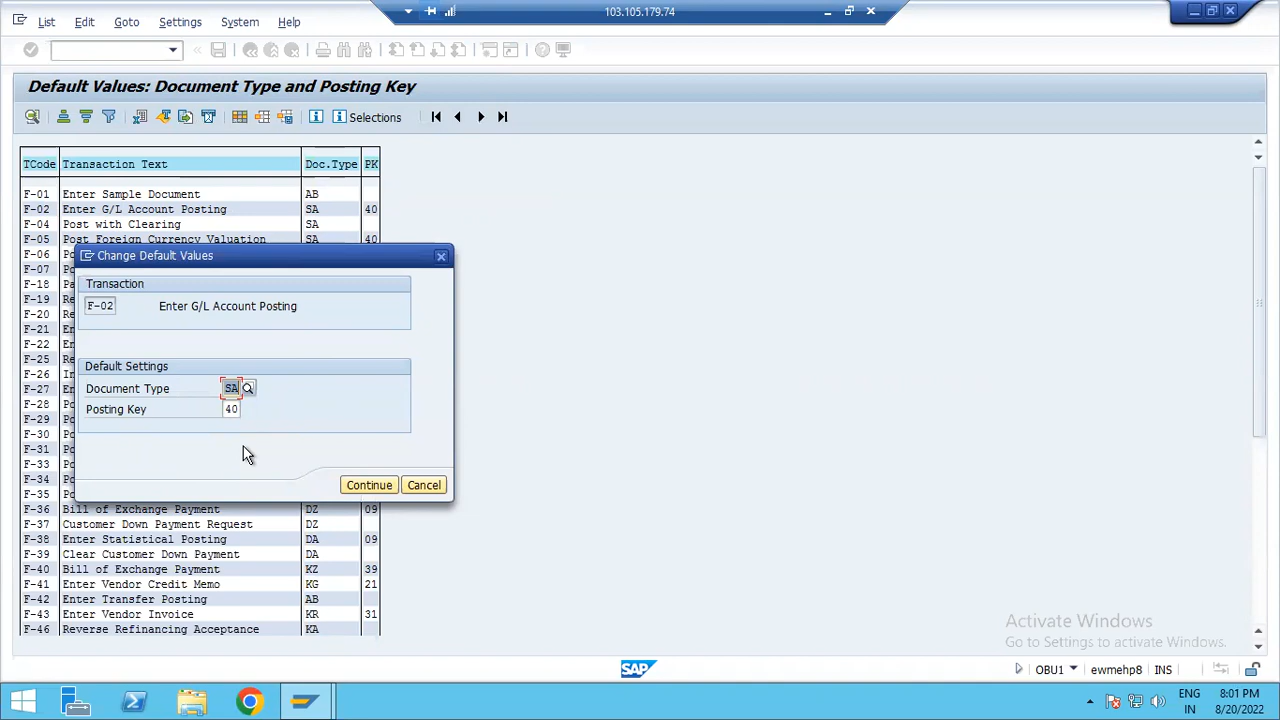 List Edit Goto Settings System Help
103.105.179.74
Default Values: Document Type and Posting Key
Selections
TCode Transaction Text Doc.Type PK
F-01 Enter Sample Document AB
F-02 Enter G/L Account Posting SA 40
F-04 Post with Clearing SA
F-05 Post Foreign Currency Valuation SA 40
F-06
F-07
F-18
F-19
F-20
F-21
F-22
F-25
F-26
F-27
F-28
F-29
F-30
F-31
F-33
F-34
F-35
Change Default Values
Transaction
F-02 Enter G/L Account Posting
Default Settings
Document Type SA
Posting Key 40
Continue Cancel
F-36 Bill of Exchange Payment DZ 09
F-37 Customer Down Payment Request DZ
F-38 Enter Statistical Posting DA 09
F-39 Clear Customer Down Payment DA
F-40 Bill of Exchange Payment KZ 39
F-41 Enter Vendor Credit Memo KG 21
F-42 Enter Transfer Posting AB
F-43 Enter Vendor Invoice KR 31
F-46 Reverse Refinancing Acceptance KA
Activate Windows
Go to Settings to activate Windows.
SAP
OBU1 ewmehp8 INS
ENG 8:01 PM
IN 8/20/2022